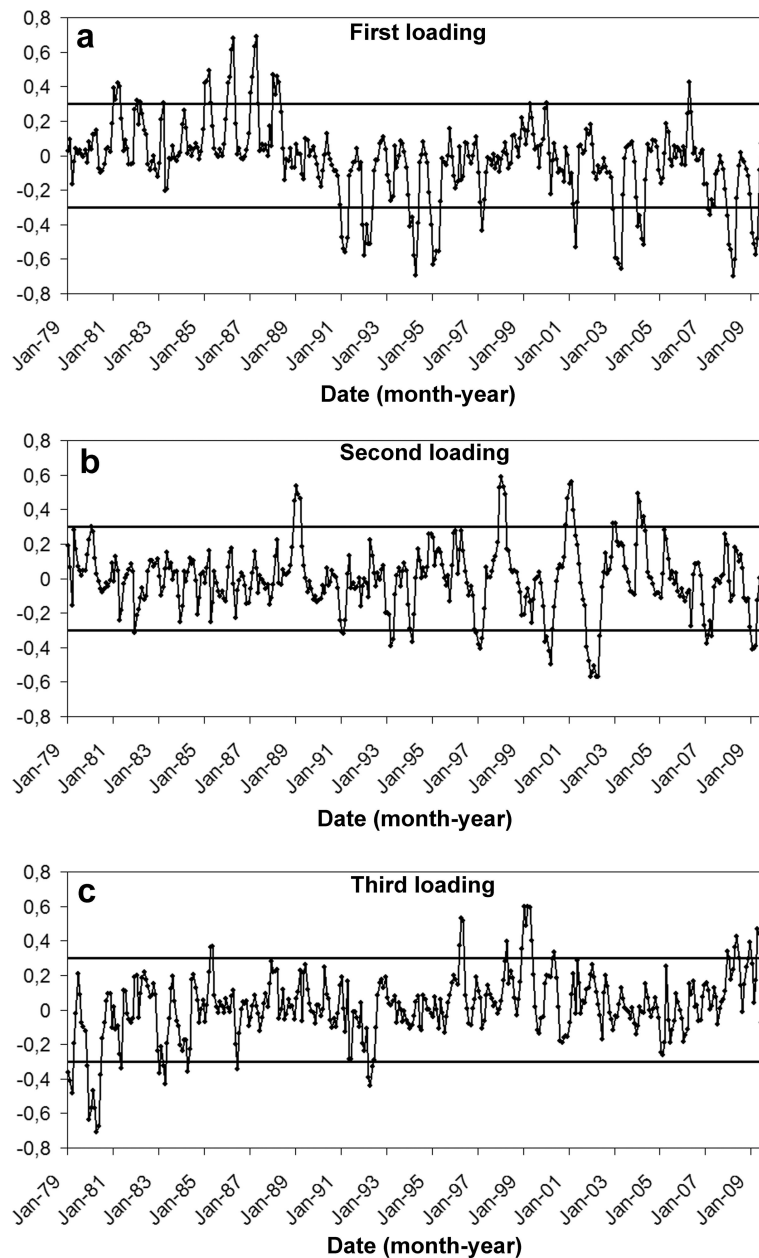 a
First loading
0,8
0,6
0,4
0,2
0
-0,2
-0,4
-0,6
-0,8
Jan-79 Jan-81 Jan-83 Jan-85 Jan-87 Jan-89 Jan-91 Jan-93 Jan-95 Jan-97 Jan-99 Jan-01 Jan-03 Jan-05 Jan-07 Jan-09
Date (month-year)
b
Second loading
0,8
0,6
0,4
0,2
0
-0,2
-0,4
-0,6
-0,8
Jan-79 Jan-81 Jan-83 Jan-85 Jan-87 Jan-89 Jan-91 Jan-93 Jan-95 Jan-97 Jan-99 Jan-01 Jan-03 Jan-05 Jan-07 Jan-09
Date (month-year)
c
Third loading
0,8
0,6
0,4
0,2
0
-0,2
-0,4
-0,6
-0,8
Jan-79 Jan-81 Jan-83 Jan-85 Jan-87 Jan-89 Jan-91 Jan-93 Jan-95 Jan-97 Jan-99 Jan-01 Jan-03 Jan-05 Jan-07 Jan-09
Date (month-year)